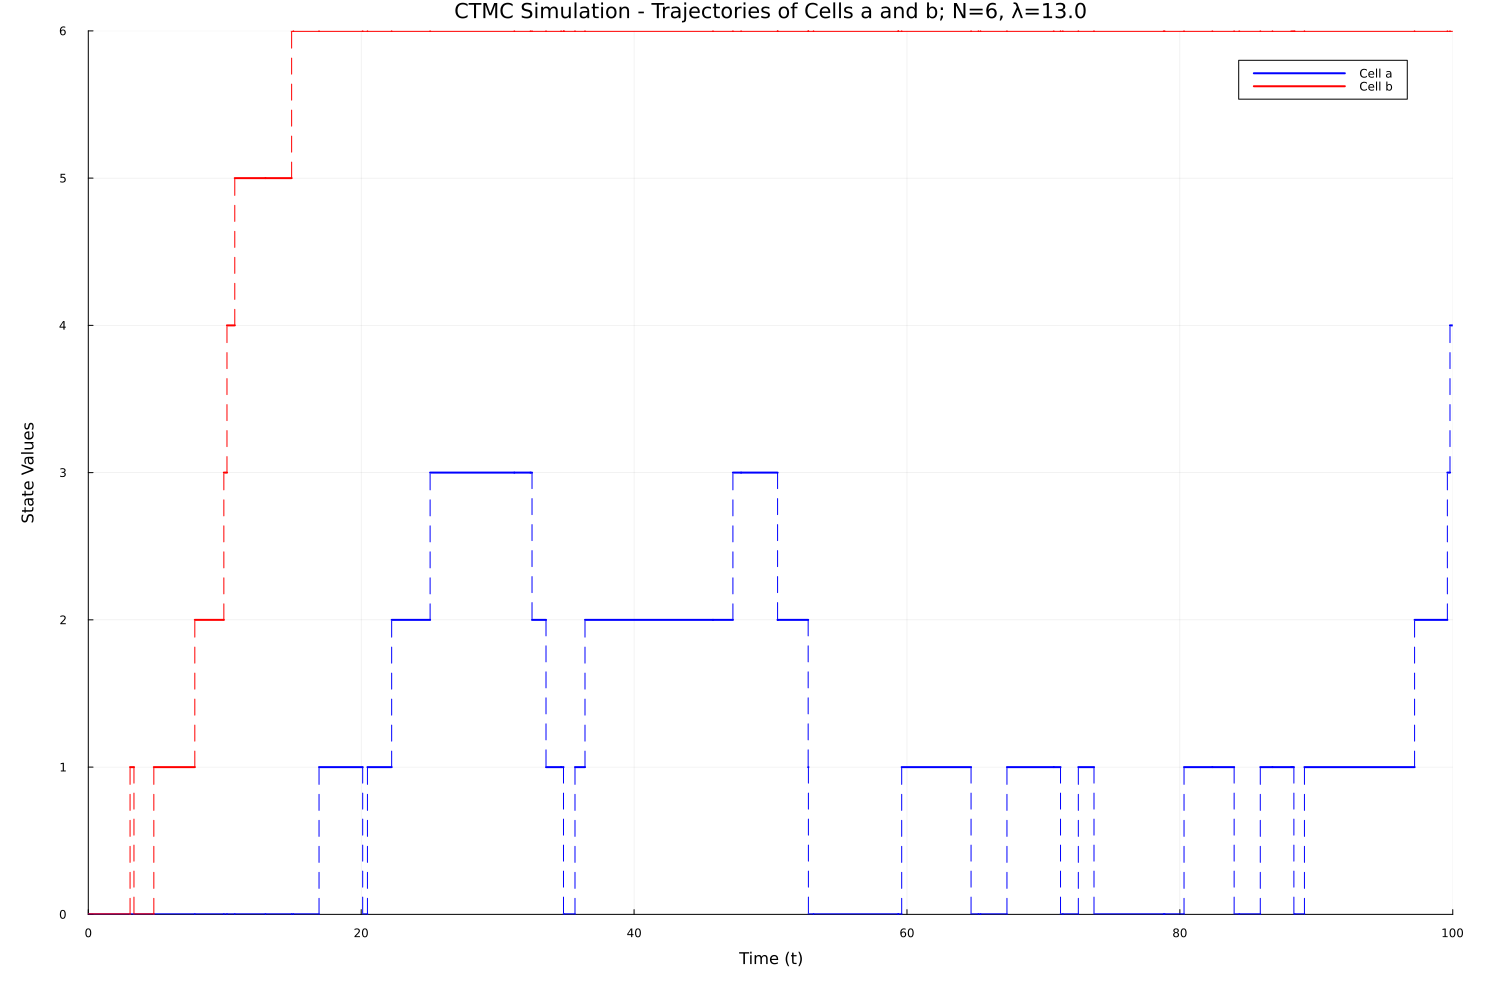 CTMC Simulation - Trajectories of Cells a and b; N=6, λ=13.0
6
Cell a
Cell b
5
4
3
State Values
2
1
0
0 20 40 60 80 100
Time (t)